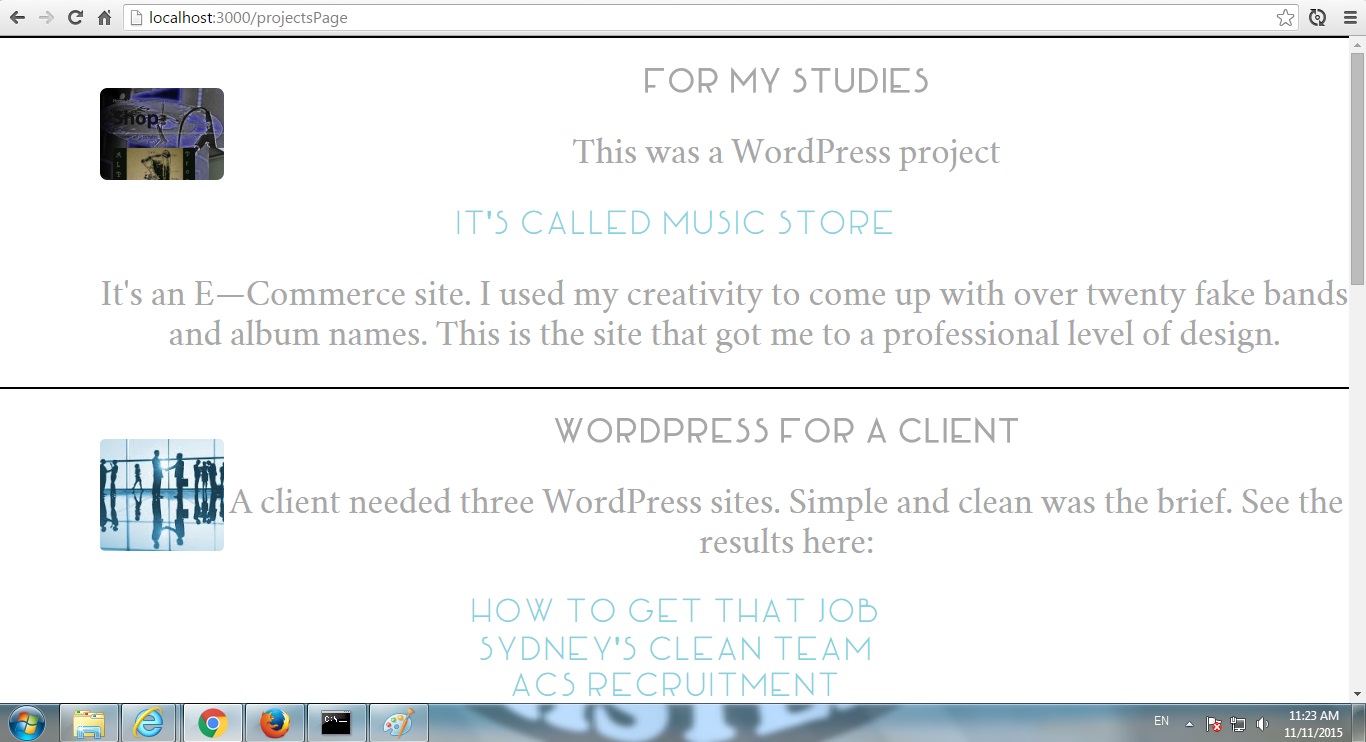 localhost:3000/projectsPage
FOR MY STUDIES
Shop
This was a WordPress project
IT'S CALLED MUSIC STORE
It's an E—Commerce site. I used my creativity to come up with over twenty fake bands
and album names. This is the site that got me to a professional level of design.
WORDPRESS FOR A CLIENT
A client needed three WordPress sites. Simple and clean was the brief. See the
results here:
HOW TO GET THAT JOB
SYDNEY'S CLEAN TEAM
ACS RECRUITMENT
EN
11:23 AM
11/11/2015